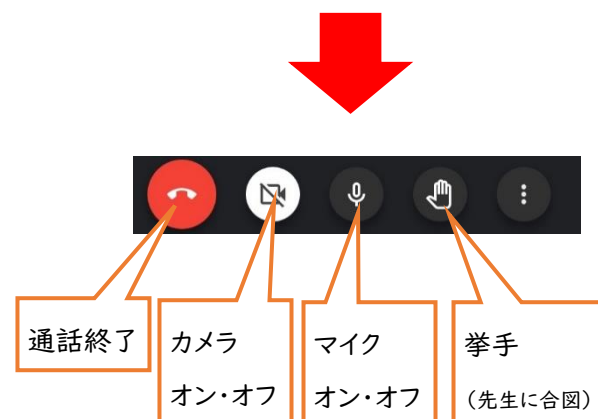 通話終了
カメラ
オン・オフ
マイク
オン・オフ
挙手
（先生に合図）